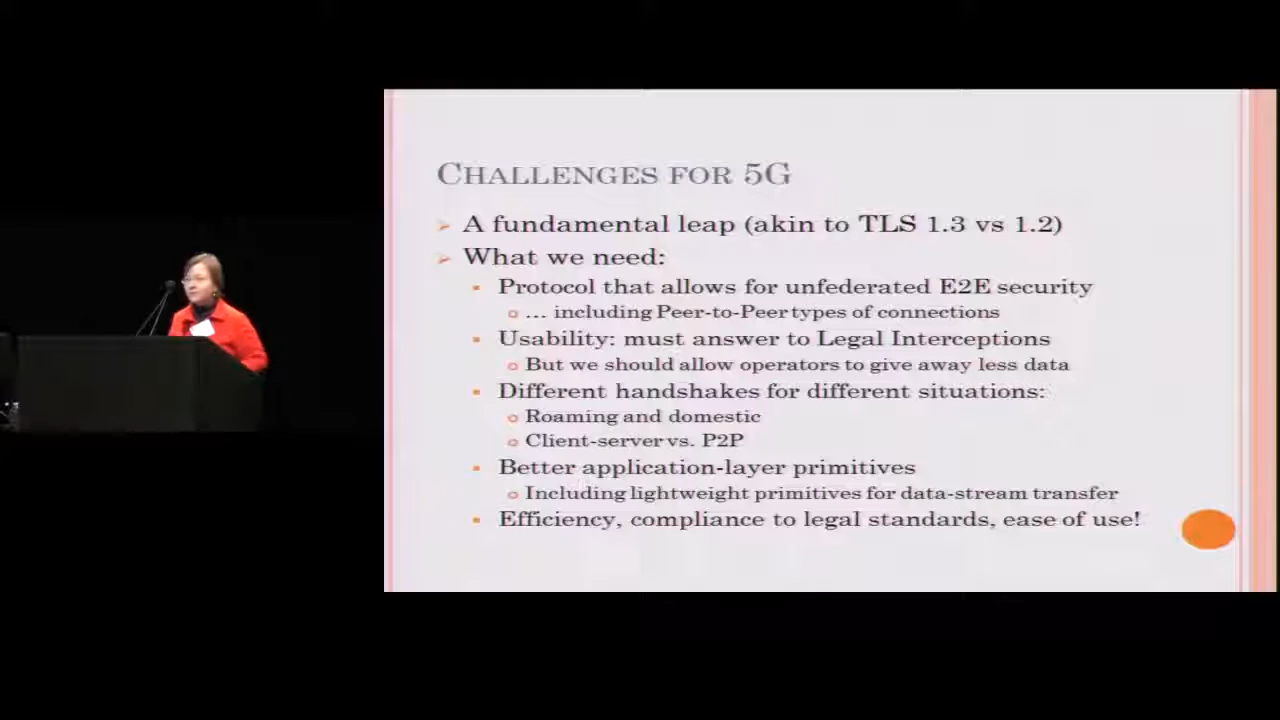 CHALLENGES FOR 5G
➢ A fundamental leap (akin to TLS 1.3 vs 1.2)
➢ What we need:
▪ Protocol that allows for unfederated E2E security
o … including Peer-to-Peer types of connections
▪ Usability: must answer to Legal Interceptions
o But we should allow operators to give away less data
▪ Different handshakes for different situations:
o Roaming and domestic
o Client-server vs. P2P
▪ Better application-layer primitives
o Including lightweight primitives for data-stream transfer
▪ Efficiency, compliance to legal standards, ease of use!